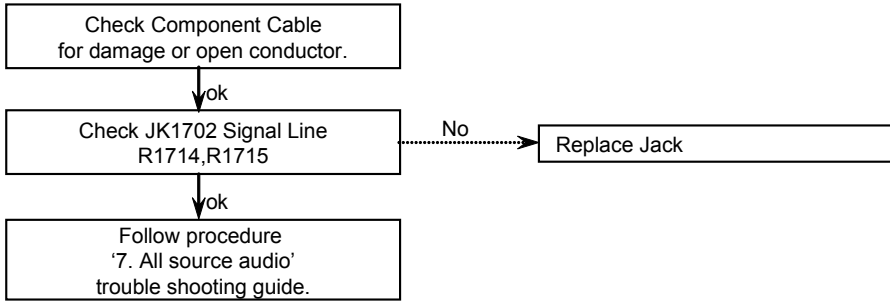 Check Component Cable
for damage or open conductor.
ok
Check JK1702 Signal Line
R1714,R1715
No
Replace Jack
ok
Follow procedure
‘7. All source audio’
trouble shooting guide.